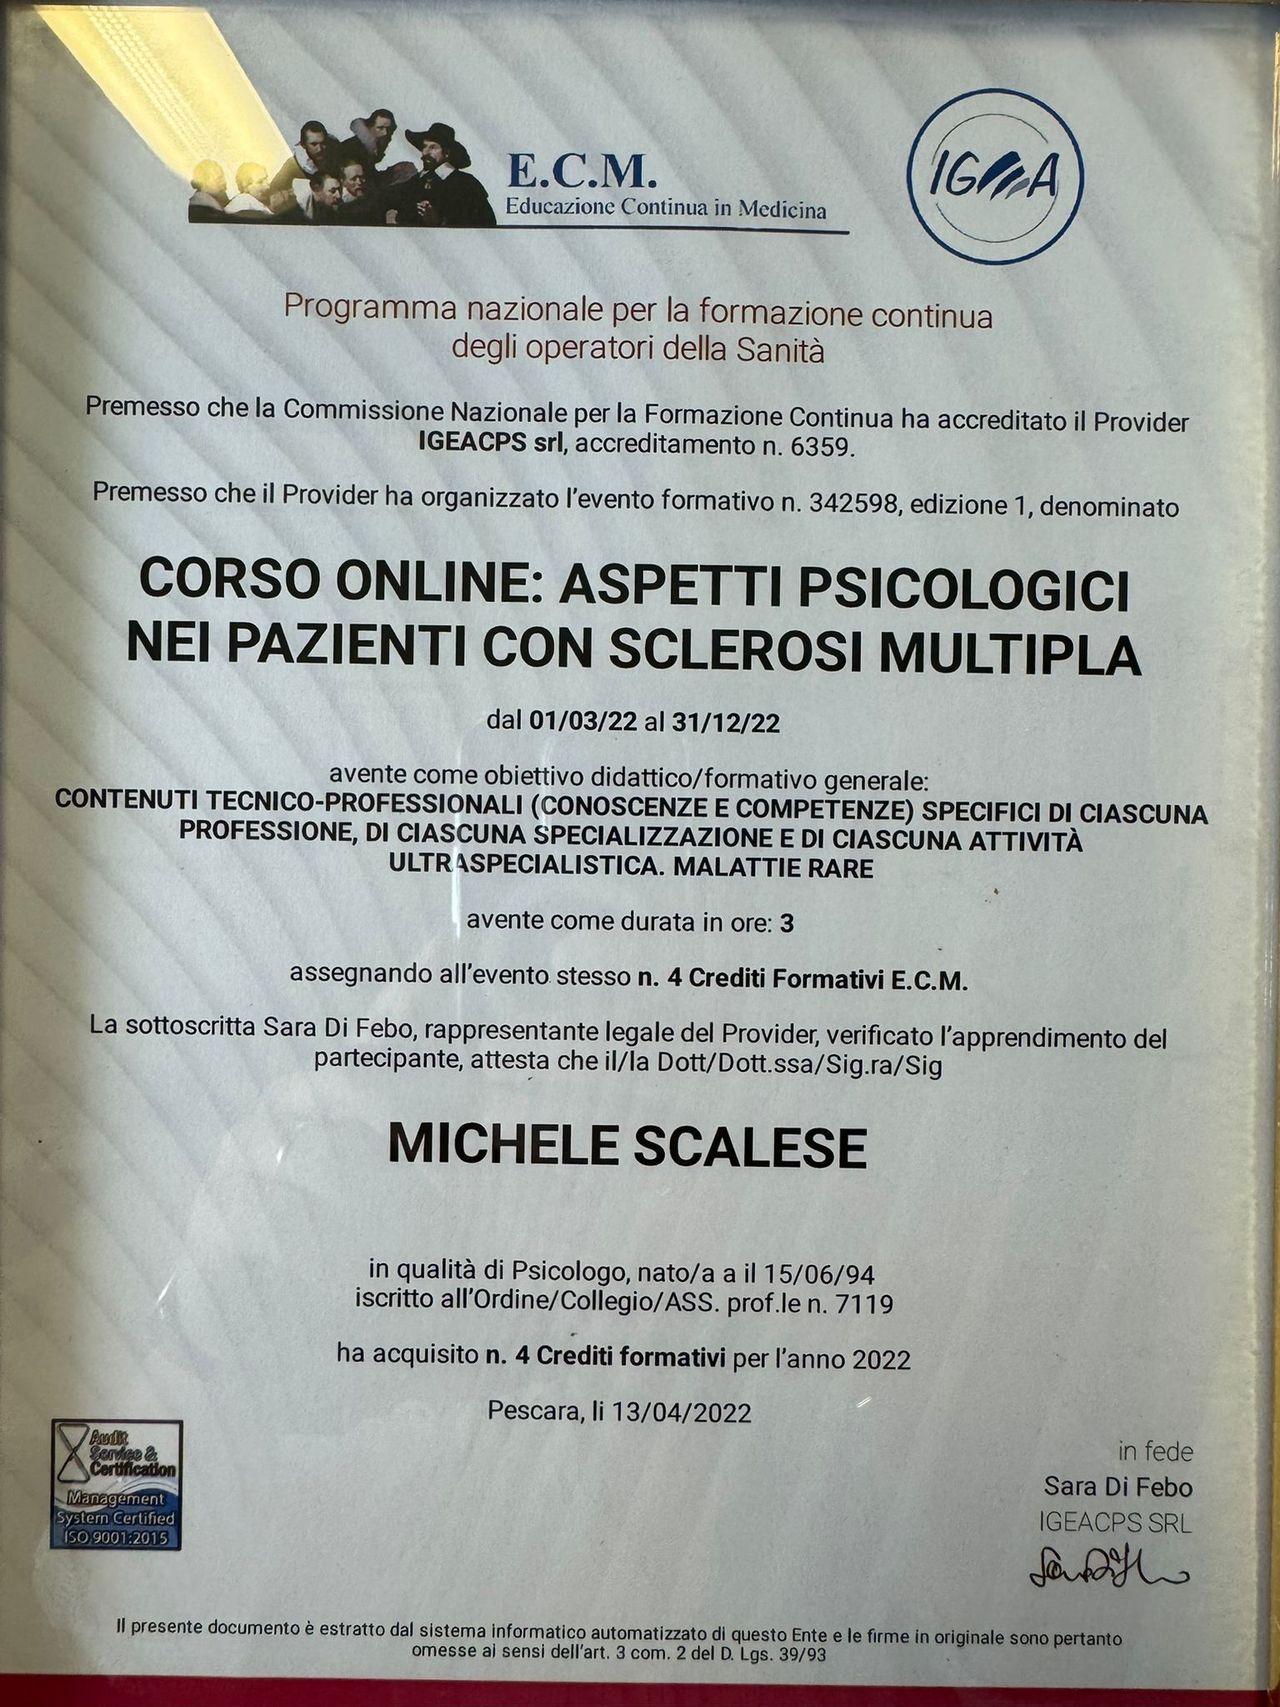 E.C.M.
Educazione Continua in Medicina
IGEA
Programma nazionale per la formazione continua
degli operatori della Sanità
Premesso che la Commissione Nazionale per la Formazione Continua ha accreditato il Provider
IGEACPS srl, accreditamento n. 6359.
Premesso che il Provider ha organizzato l'evento formativo n. 342598, edizione 1, denominato
CORSO ONLINE: ASPETTI PSICOLOGICI
NEI PAZIENTI CON SCLEROSI MULTIPLA
dal 01/03/22 al 31/12/22
avente come obiettivo didattico/formativo generale:
CONTENUTI TECNICO-PROFESSIONALI (CONOSCENZE E COMPETENZE) SPECIFICI DI CIASCUNA
PROFESSIONE, DI CIASCUNA SPECIALIZZAZIONE E DI CIASCUNA ATTIVITÀ
ULTRASPECIALISTICA. MALATTIE RARE
avente come durata in ore: 3
assegnando all'evento stesso n. 4 Crediti Formativi E.C.M.
La sottoscritta Sara Di Febo, rappresentante legale del Provider, verificato l'apprendimento del
partecipante, attesta che il/la Dott/Dott.ssa/Sig.ra/Sig
MICHELE SCALESE
in qualità di Psicologo, nato/a a il 15/06/94
iscritto all'Ordine/Collegio/ASS. prof.le n. 7119
ha acquisito n. 4 Crediti formativi per l'anno 2022
Pescara, li 13/04/2022
Audit
Service &
Certification
Management
System Certified
ISO 9001:2015
in fede
Sara Di Febo
IGEACPS SRL
Il presente documento è estratto dal sistema informatico automatizzato di questo Ente e le firme in originale sono pertanto
omesse ai sensi dell'art. 3 com. 2 del D. Lgs. 39/93